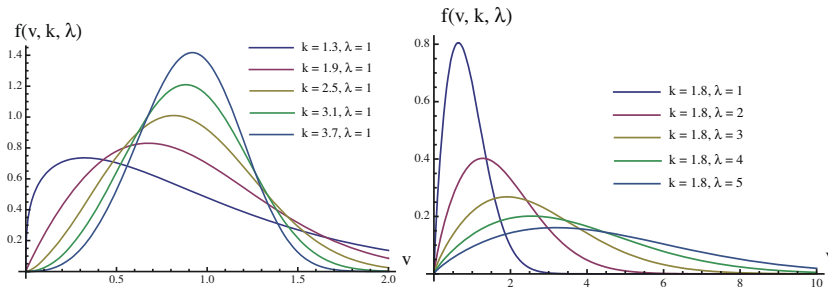 f(v, k, λ)
k = 1.3, λ = 1
k = 1.9, λ = 1
k = 2.5, λ = 1
k = 3.1, λ = 1
k = 3.7, λ = 1
1.4
1.2
1.0
0.8
0.6
0.4
0.2
0.5
1.0
1.5
2.0
v
f(v, k, λ)
k = 1.8, λ = 1
k = 1.8, λ = 2
k = 1.8, λ = 3
k = 1.8, λ = 4
k = 1.8, λ = 5
0.8
0.6
0.4
0.2
2
4
6
8
10
v